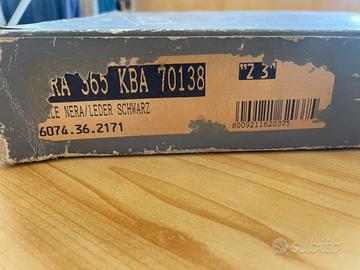 RA 365 KBA 70138 "Z 3"
LE NERA/LEDER SCHWARZ
6074.36.2171
8009211620375
subito